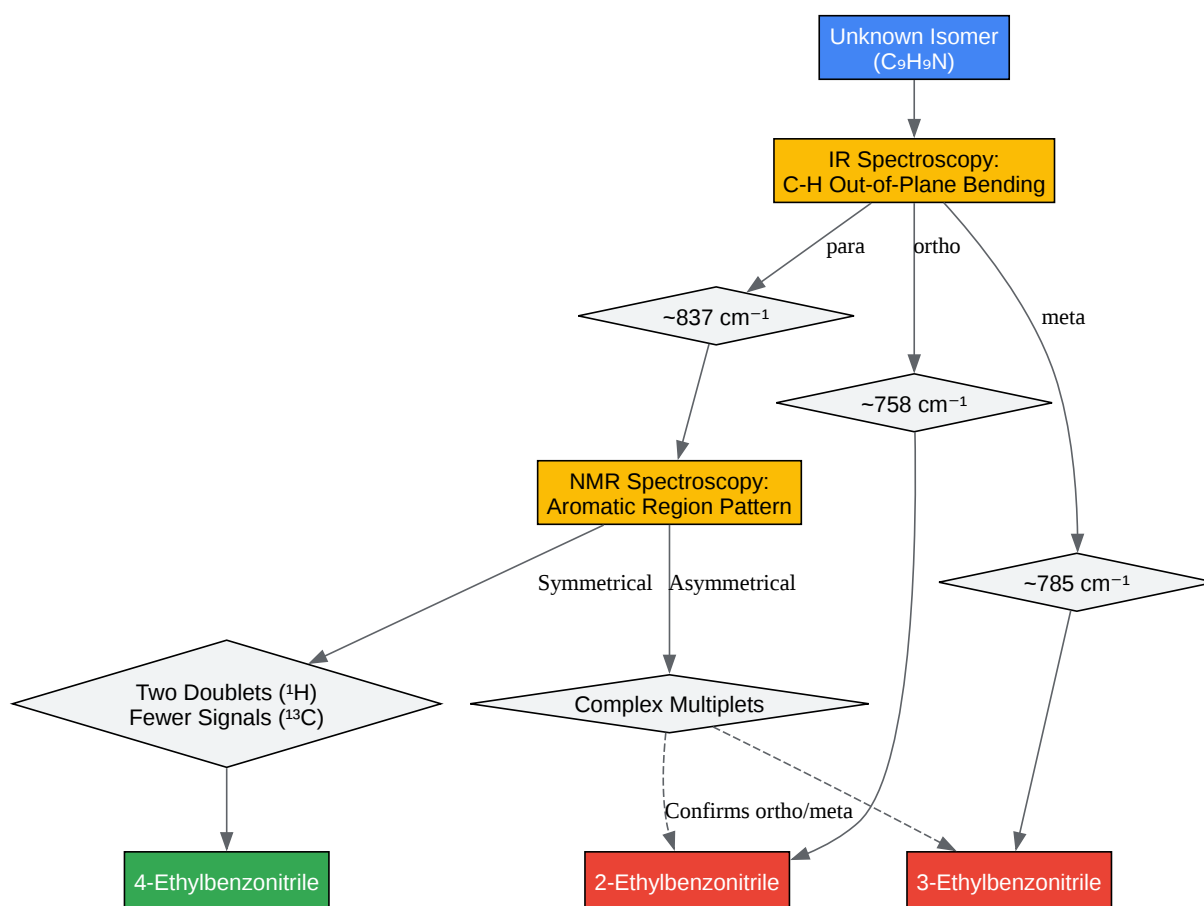 Unknown Isomer
(C₉H₉N)
IR Spectroscopy:
C-H Out-of-Plane Bending
para
ortho
meta
~837 cm⁻¹
~758 cm⁻¹
NMR Spectroscopy:
Aromatic Region Pattern
~785 cm⁻¹
Symmetrical
Asymmetrical
Two Doublets (¹H)
Fewer Signals (¹³C)
Complex Multiplets
Confirms ortho/meta
4-Ethylbenzonitrile
2-Ethylbenzonitrile
3-Ethylbenzonitrile